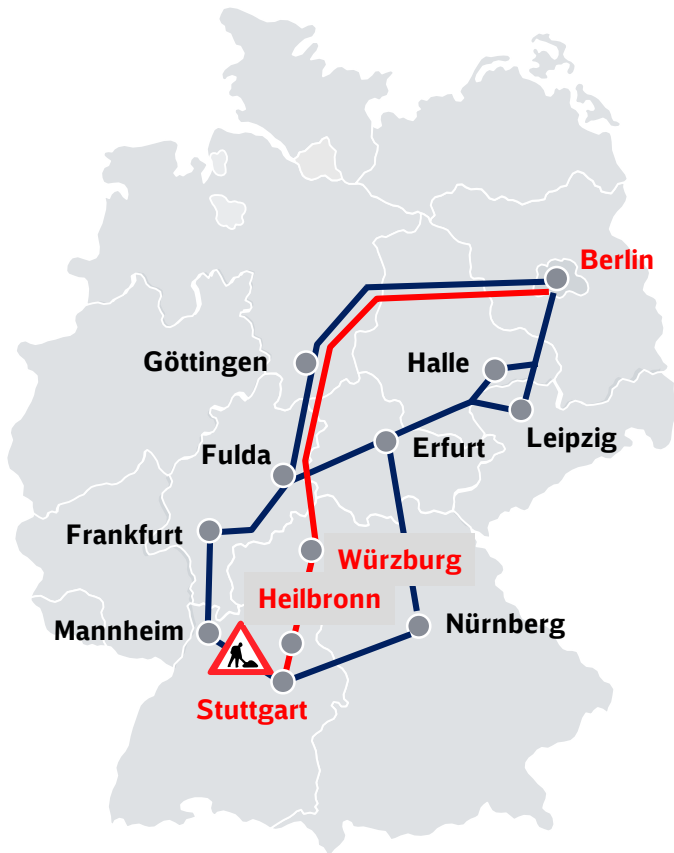 Berlin
Göttingen
Halle
Leipzig
Erfurt
Fulda
Frankfurt
Würzburg
Heilbronn
Mannheim
Nürnberg
Stuttgart